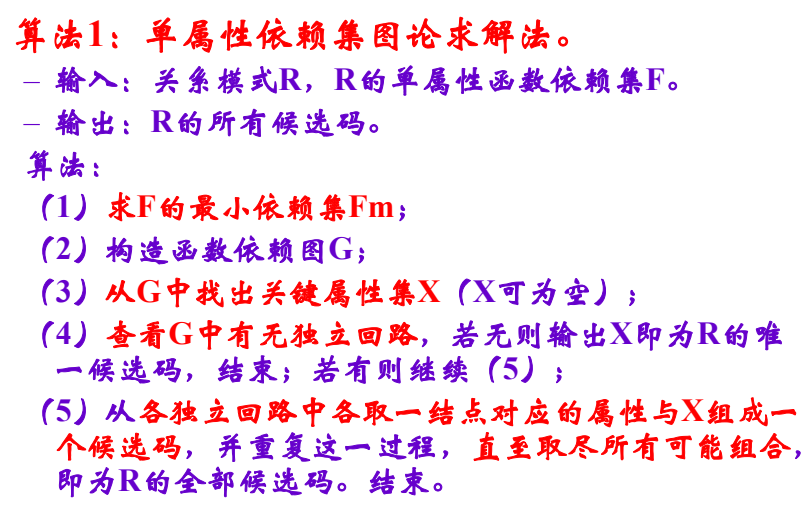 算法1：单属性依赖集图论求解法。
– 输入：关系模式R，R的单属性函数依赖集F。
– 输出：R的所有候选码。
算法：
（1）求F的最小依赖集Fm；
（2）构造函数依赖图G；
（3）从G中找出关键属性集X（X可为空）；
（4）查看G中有无独立回路，若无则输出X即为R的唯
一候选码，结束；若有则继续（5）；
（5）从各独立回路中各取一结点对应的属性与X组成一
个候选码，并重复这一过程，直至取尽所有可能组合，
即为R的全部候选码。结束。